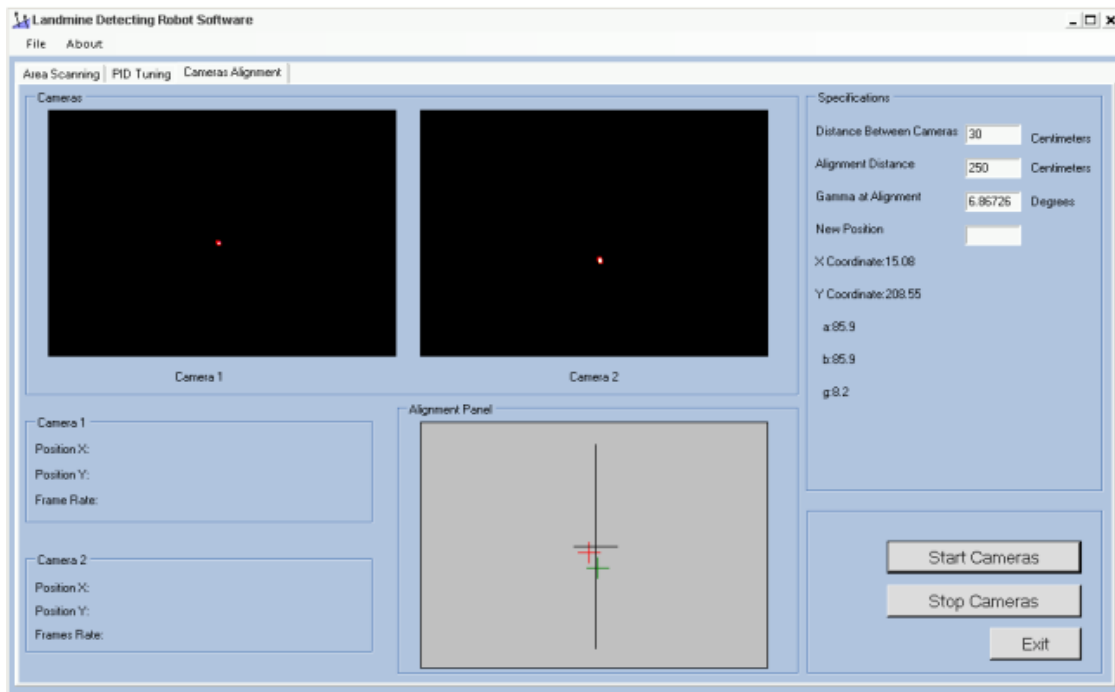 Landmine Detecting Robot Software
File About
Area Scanning PID Tuning Cameras Alignment
Cameras
Camera 1
Camera 2
Specifications
Distance Between Cameras 30 Centimeters
Alignment Distance 250 Centimeters
Gamma at Alignment 6.86726 Degrees
New Position
X Coordinate:15.08
Y Coordinate:208.55
a:85.9
b:85.9
g:8.2
Camera 1
Position X:
Position Y:
Frame Rate:
Camera 2
Position X:
Position Y:
Frames Rate:
Alignment Panel
Start Cameras
Stop Cameras
Exit